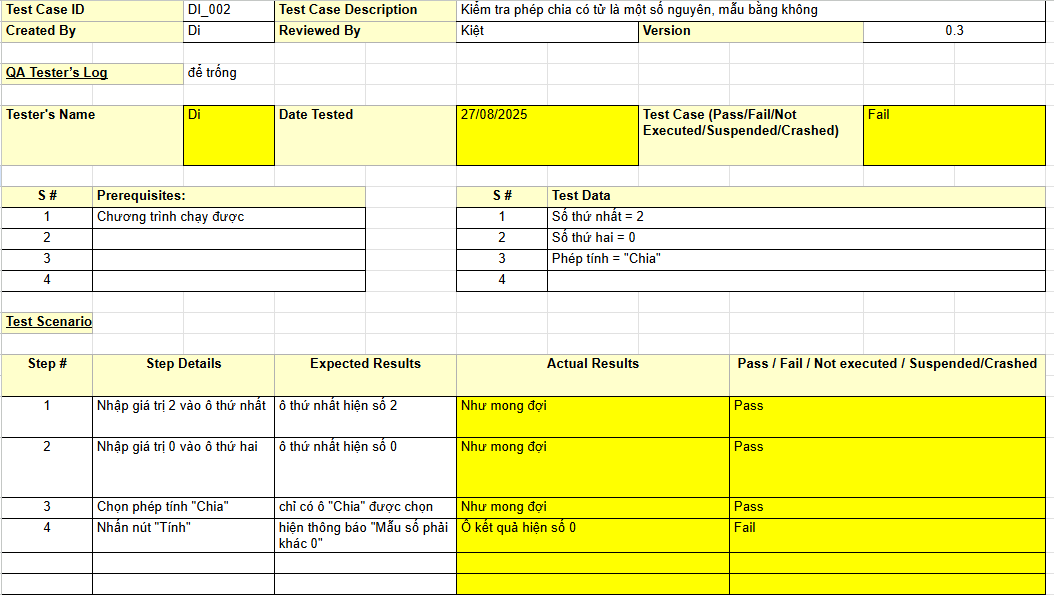 Test Case ID DI_002 Test Case Description Kiểm tra phép chia có tử là một số nguyên, mẫu bằng không
Created By Di Reviewed By Kiệt Version 0.3
QA Tester's Log để trống
Tester's Name Di Date Tested 27/08/2025 Test Case (Pass/Fail/Not Fail
Executed/Suspended/Crashed)
S # Prerequisites: S # Test Data
1 Chương trình chạy được 1 Số thứ nhất = 2
2 2 Số thứ hai = 0
3 3 Phép tính = "Chia"
4 4
Test Scenario
Step # Step Details Expected Results Actual Results Pass / Fail / Not executed / Suspended/Crashed
1 Nhập giá trị 2 vào ô thứ nhất ô thứ nhất hiện số 2 Như mong đợi Pass
2 Nhập giá trị 0 vào ô thứ hai ô thứ nhất hiện số 0 Như mong đợi Pass
3 Chọn phép tính "Chia" chỉ có ô "Chia" được chọn Như mong đợi Pass
4 Nhấn nút "Tính" hiện thông báo "Mẫu số phải Ô kết quả hiện số 0 Fail
khác 0"